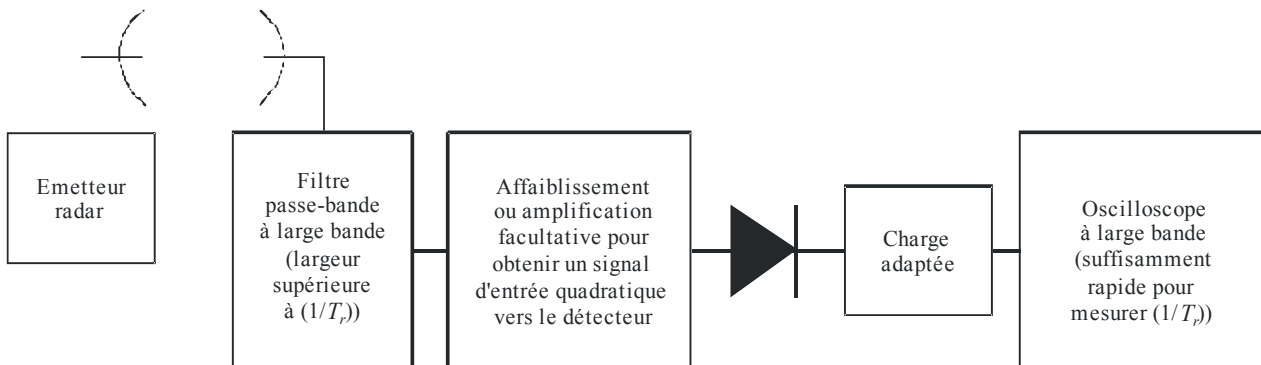 Emetteur
radar
Filtre
passe-bande
à large bande
(largeur
supérieure
à (1/Tr))
Affaiblissement
ou amplification
facultative pour
obtenir un signal
d'entrée quadratique
vers le détecteur
Charge
adaptée
Oscilloscope
à large bande
(suffisamment
rapide pour
mesurer (1/Tr))